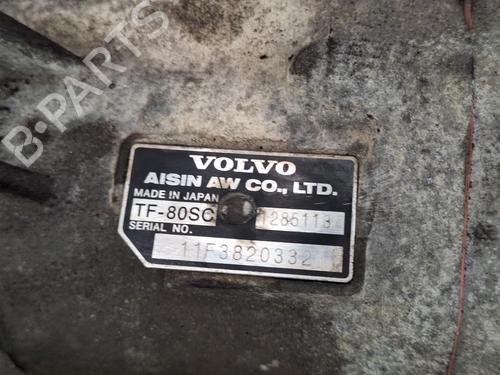 B-PARTS
VOLVO
AISIN AW CO., LTD.
MADE IN JAPAN
TF-80SC 1285113
SERIAL NO.
11F3820332